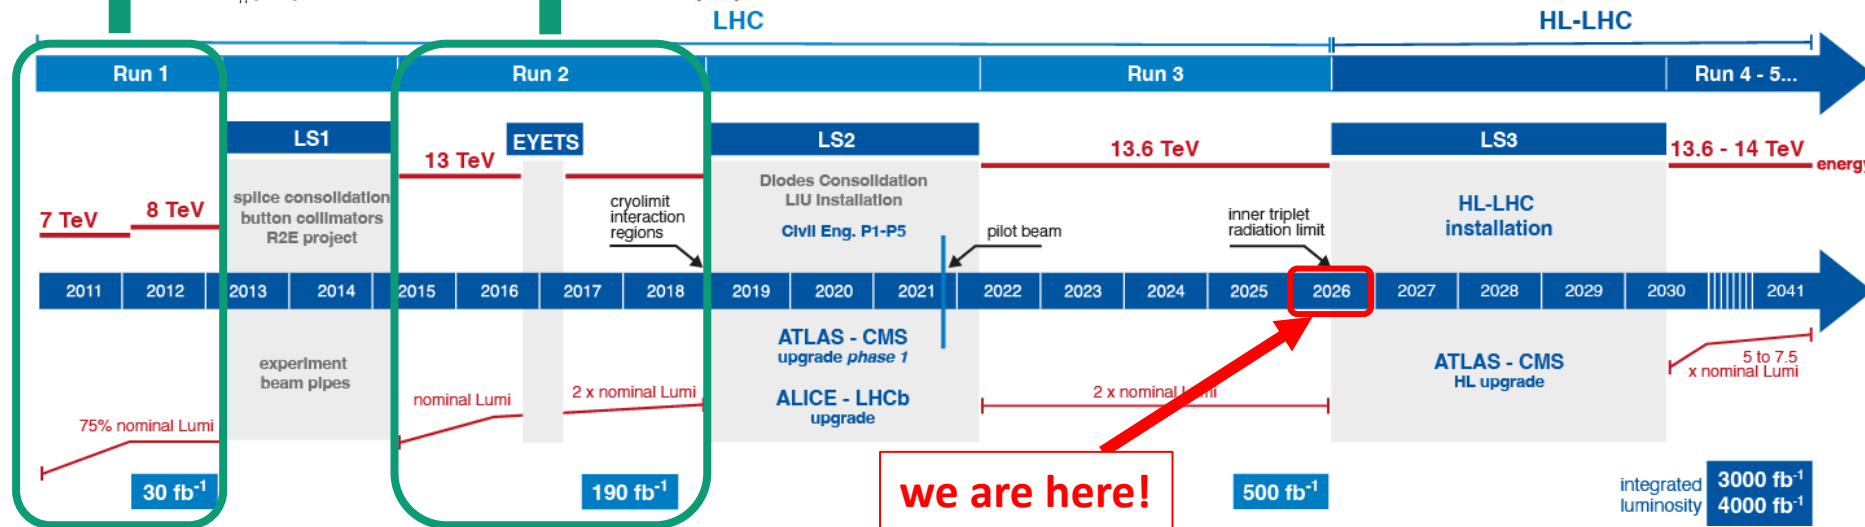 LHC
HL-LHC
Run 1
Run 2
Run 3
Run 4 - 5...
LS1
EYETS
LS2
LS3
13 TeV
13.6 TeV
13.6 - 14 TeV
energy
7 TeV
8 TeV
splice consolidation
button collimators
R2E project
cryolimit
interaction
regions
Diodes Consolidation
LIU Installation
Civil Eng. P1-P5
pilot beam
inner triplet
radiation limit
HL-LHC
installation
2011 2012 2013 2014 2015 2016 2017 2018 2019 2020 2021 2022 2023 2024 2025 2026 2027 2028 2029 2030 2041
experiment
beam pipes
ATLAS - CMS
upgrade phase 1
ALICE - LHCb
upgrade
ATLAS - CMS
HL upgrade
5 to 7.5
x nominal Lumi
75% nominal Lumi
nominal Lumi
2 x nominal Lumi
2 x nominal Lumi
30 fb⁻¹
190 fb⁻¹
we are here!
500 fb⁻¹
integrated
luminosity
3000 fb⁻¹
4000 fb⁻¹